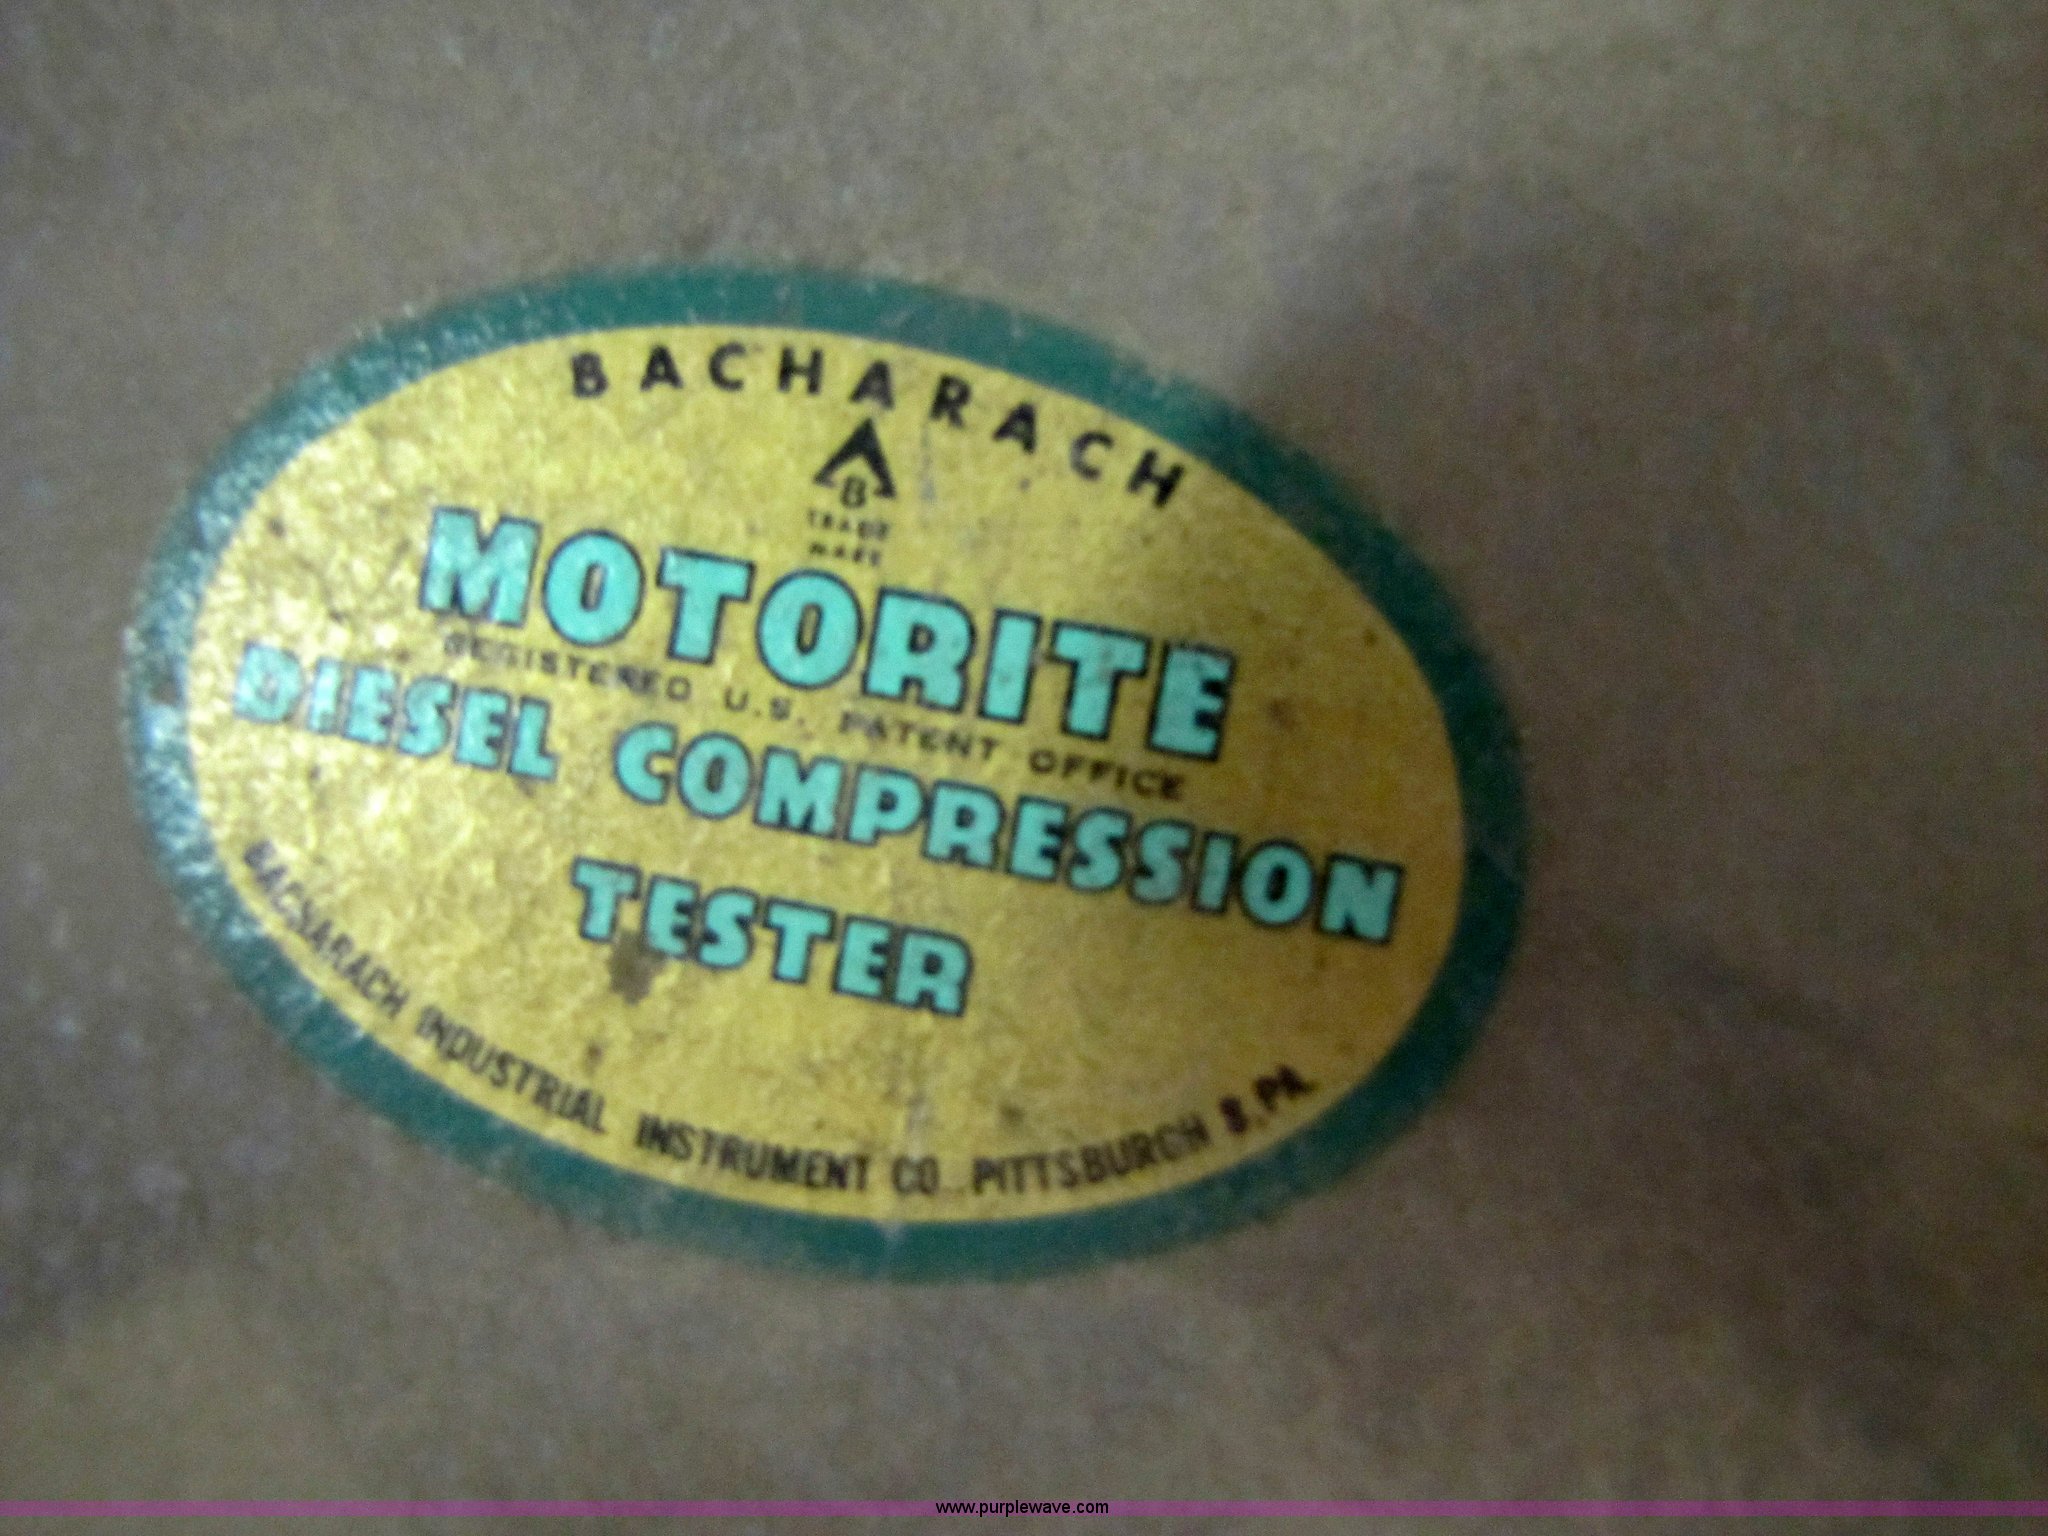 BACHARACH
B
TRADE
MARK
MOTORITE
REGISTERED U.S. PATENT OFFICE
DIESEL COMPRESSION
TESTER
BACHARACH INDUSTRIAL INSTRUMENT CO. PITTSBURGH 8, PA.
www.purplewave.com